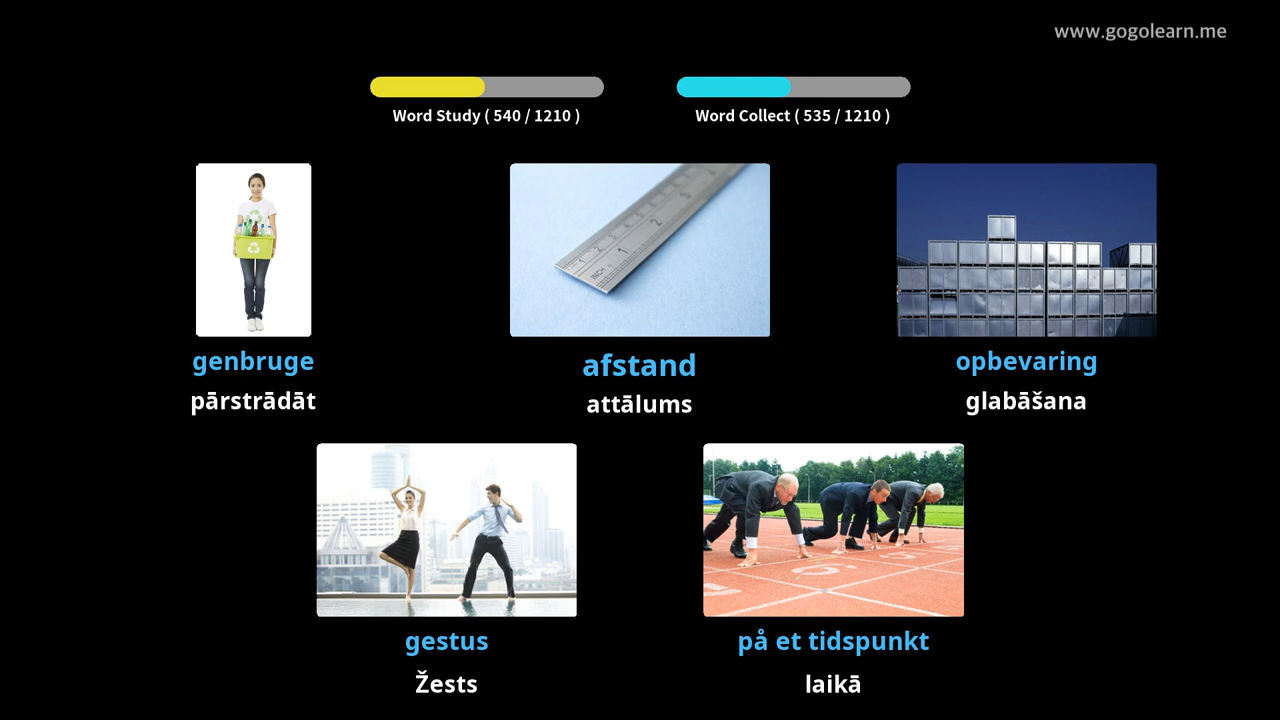 www.gogolearn.me
Word Study ( 540 / 1210 )
Word Collect ( 535 / 1210 )
genbruge
pārstrādāt
afstand
attālums
opbevaring
glabāšana
gestus
Žests
på et tidspunkt
laikā